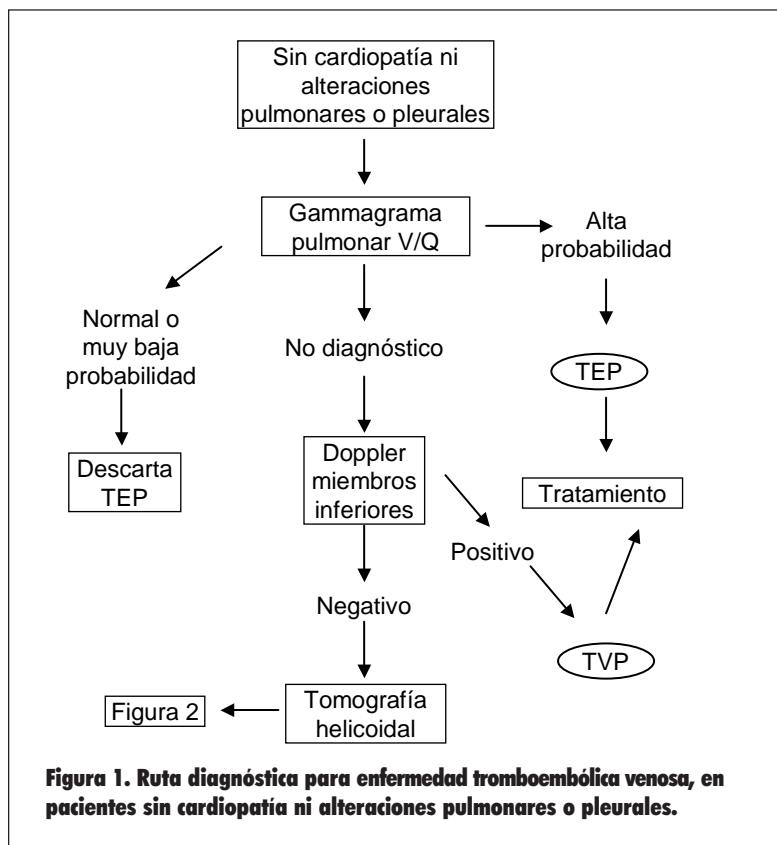 Sin cardiopatía ni
alteraciones
pulmonares o pleurales
Gammagrama
pulmonar V/Q
Alta
probabilidad
Normal o
muy baja
probabilidad
No diagnóstico
TEP
Descarta
TEP
Doppler
miembros
inferiores
Tratamiento
Positivo
Negativo
TVP
Figura 2
Tomografía
helicoidal
Figura 1. Ruta diagnóstica para enfermedad tromboembólica venosa, en
pacientes sin cardiopatía ni alteraciones pulmonares o pleurales.